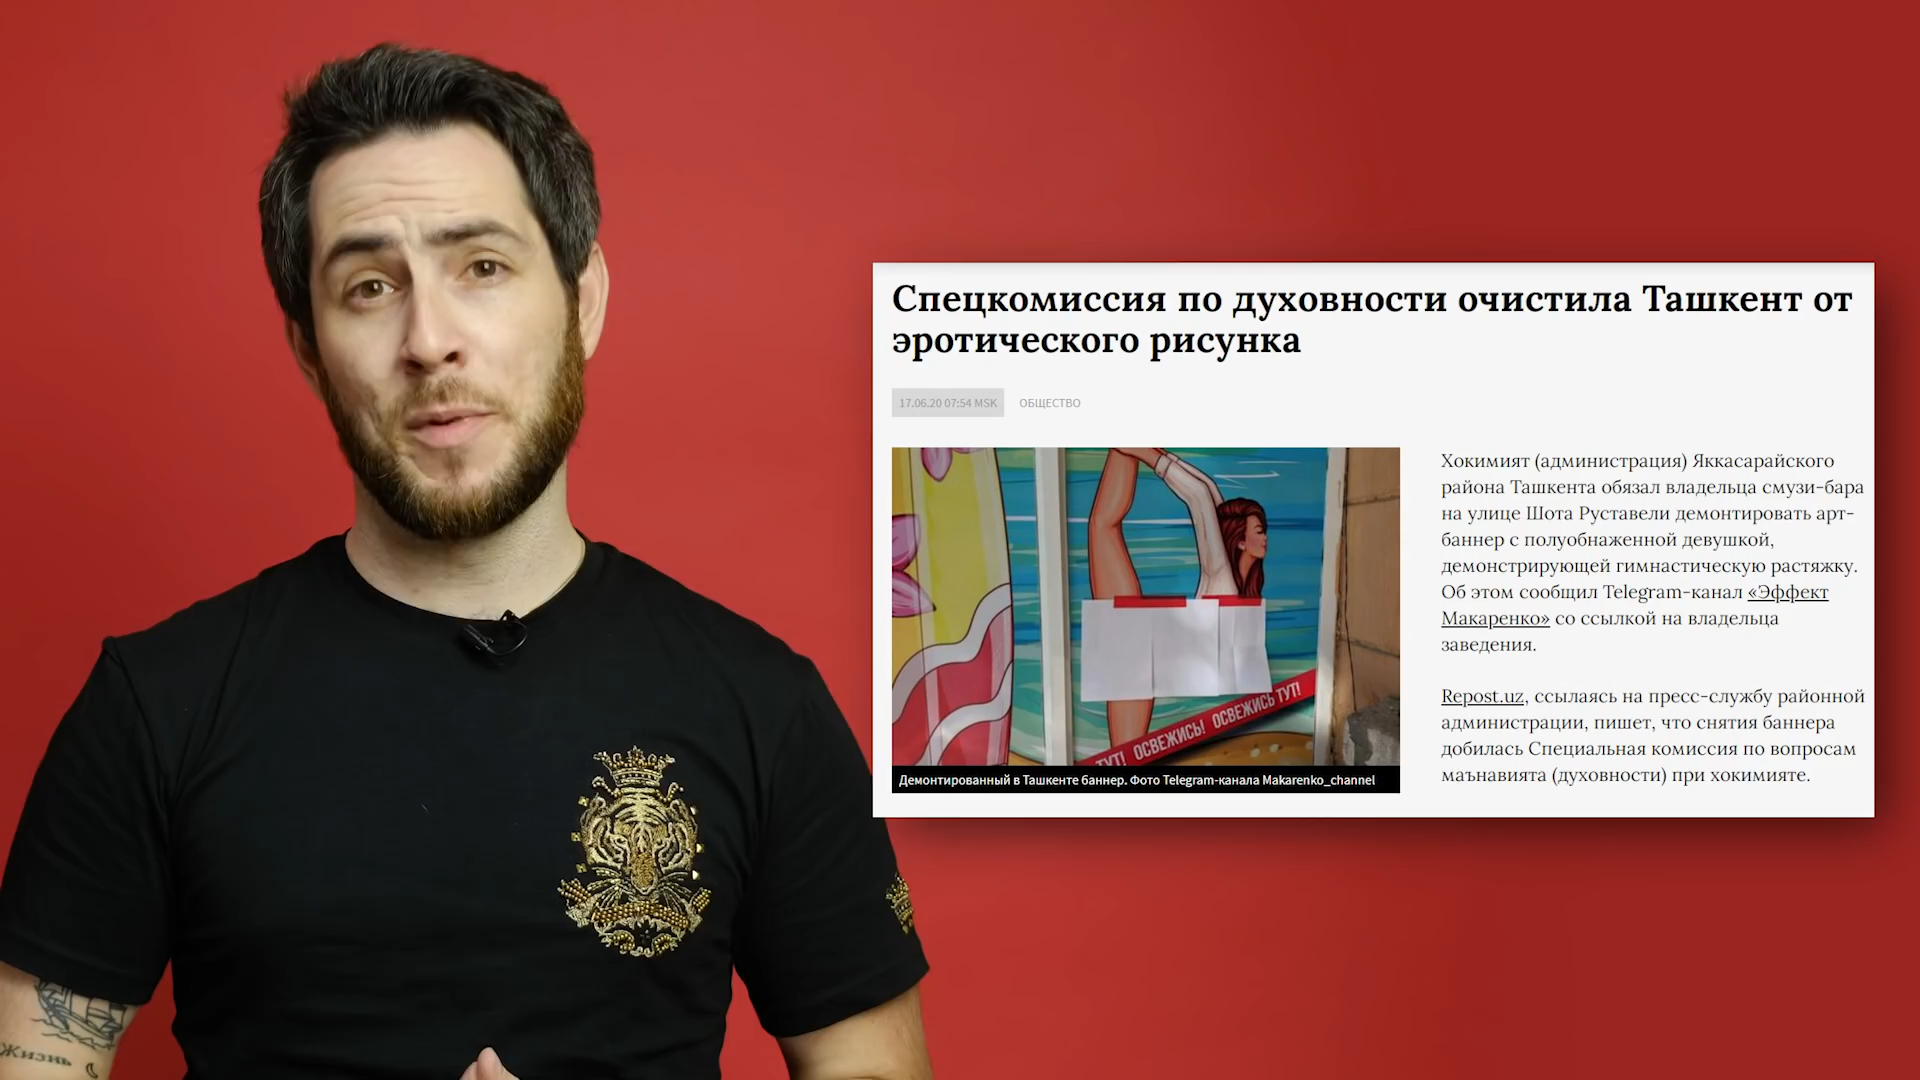 Спецкомиссия по духовности очистила Ташкент от
эротического рисунка
17.06.20 07:54 MSK ОБЩЕСТВО
ТУТ! ОСВЕЖИСЬ! ОСВЕЖИСЬ ТУТ!
Демонтированный в Ташкенте баннер. Фото Telegram-канала Makarenko_channel
Хокимият (администрация) Яккасарайского
района Ташкента обязал владельца смузи-бара
на улице Шота Руставели демонтировать арт-
баннер с полуобнаженной девушкой,
демонстрирующей гимнастическую растяжку.
Об этом сообщил Telegram-канал «Эффект
Макаренко» со ссылкой на владельца
заведения.
Repost.uz, ссылаясь на пресс-службу районной
администрации, пишет, что снятия баннера
добилась Специальная комиссия по вопросам
маънавията (духовности) при хокимияте.
Жизнь